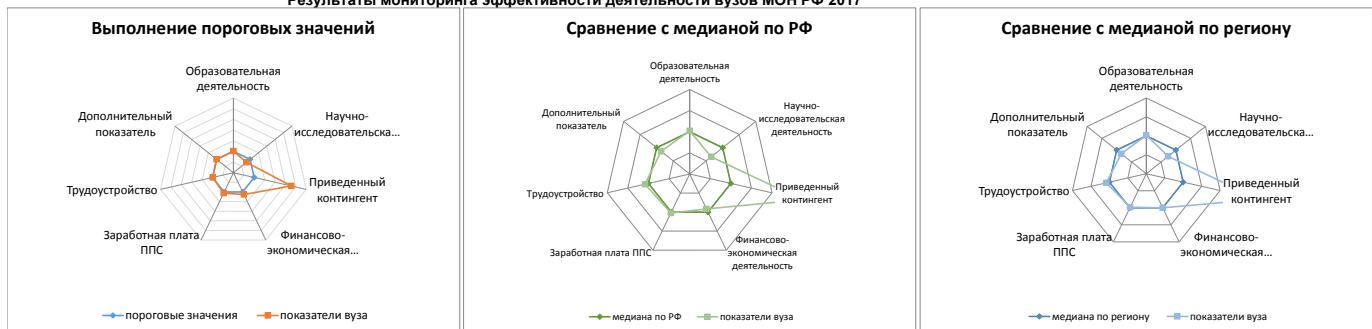 Результаты мониторинга эффективности деятельности вузов МОН РФ 2017
Выполнение пороговых значений
Образовательная
деятельность
Научно-
исследовательска...
Приведенный
контингент
Финансово-
экономическая...
Заработная плата
ППС
Трудоустройство
Дополнительный
показатель
пороговые значения
показатели вуза
Сравнение с медианой по РФ
Образовательная
деятельность
Научно-
исследовательская
деятельность
Приведенный
контингент
Финансово-
экономическая
деятельность
Заработная плата ППС
Трудоустройство
Дополнительный
показатель
медиана по РФ
показатели вуза
Сравнение с медианой по региону
Образовательная
деятельность
Научно-
исследовательска...
Приведенный
контингент
Финансово-
экономическая...
Заработная плата
ППС
Трудоустройство
Дополнительный
показатель
медиана по региону
показатели вуза